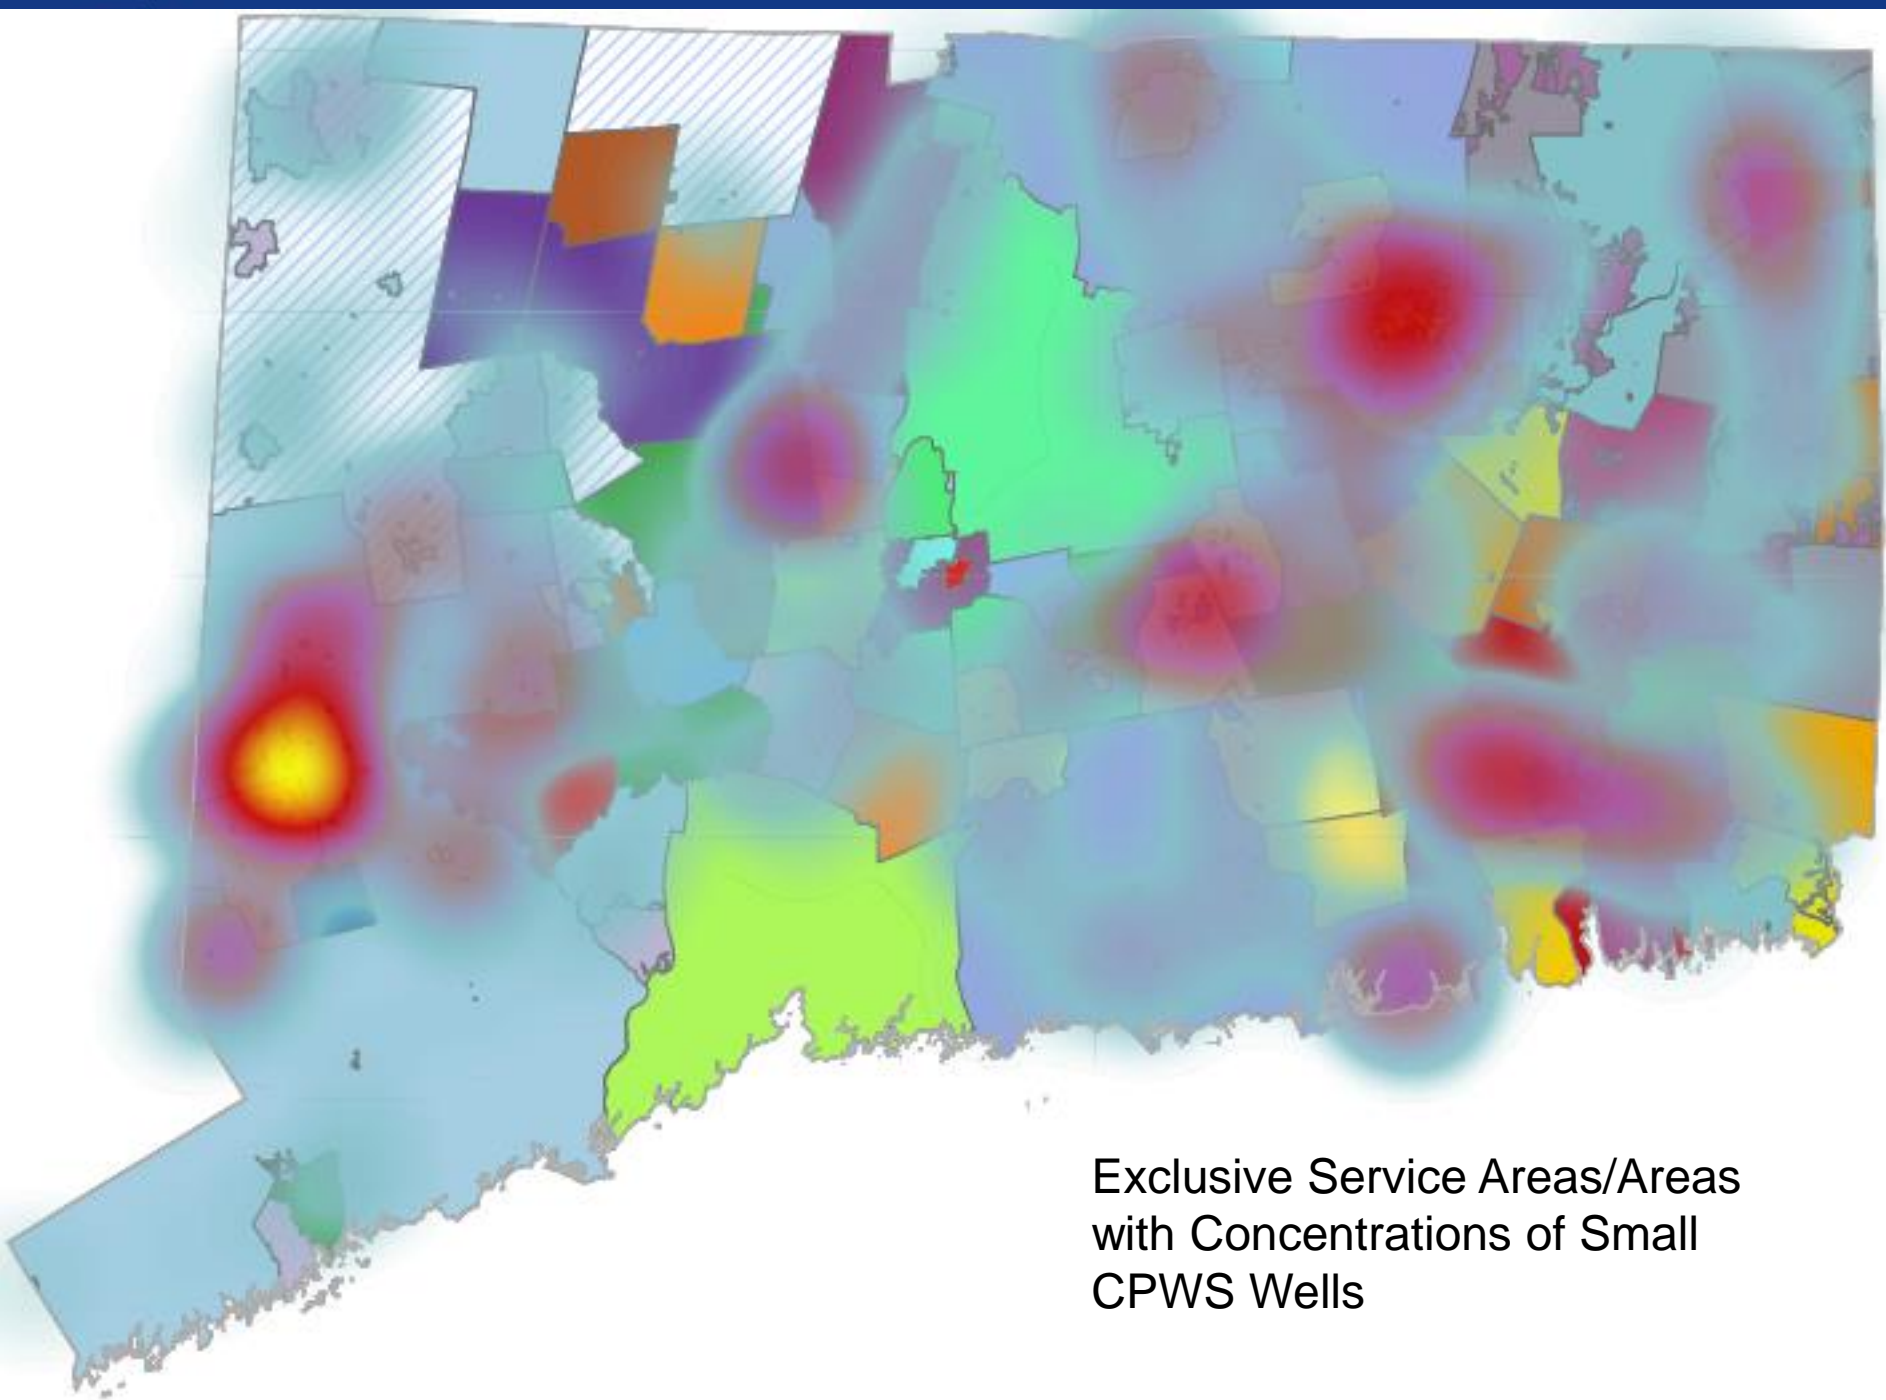 Exclusive Service Areas/Areas
with Concentrations of Small
CPWS Wells